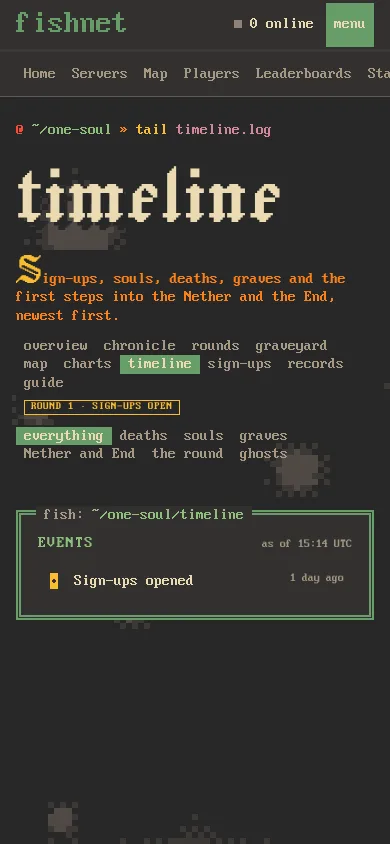 fishnet
0 online
menu
Home Servers Map Players Leaderboards Sta
@ ~/one-soul » tail timeline.log
timeline
Sign-ups, souls, deaths, graves and the
first steps into the Nether and the End,
newest first.
overview chronicle rounds graveyard
map charts timeline sign-ups records
guide
ROUND 1 · SIGN-UPS OPEN
everything deaths souls graves
Nether and End the round ghosts
fish: ~/one-soul/timeline
EVENTS
as of 15:14 UTC
Sign-ups opened
1 day ago